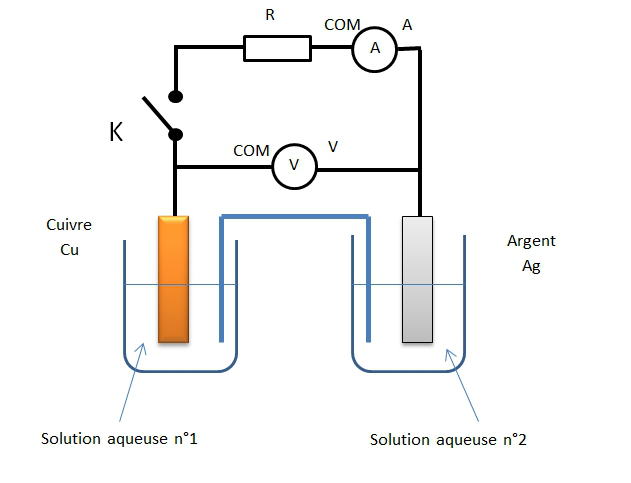 R
COM
A
A
K
COM
V
V
Cuivre
Cu
Argent
Ag
Solution aqueuse n°1
Solution aqueuse n°2